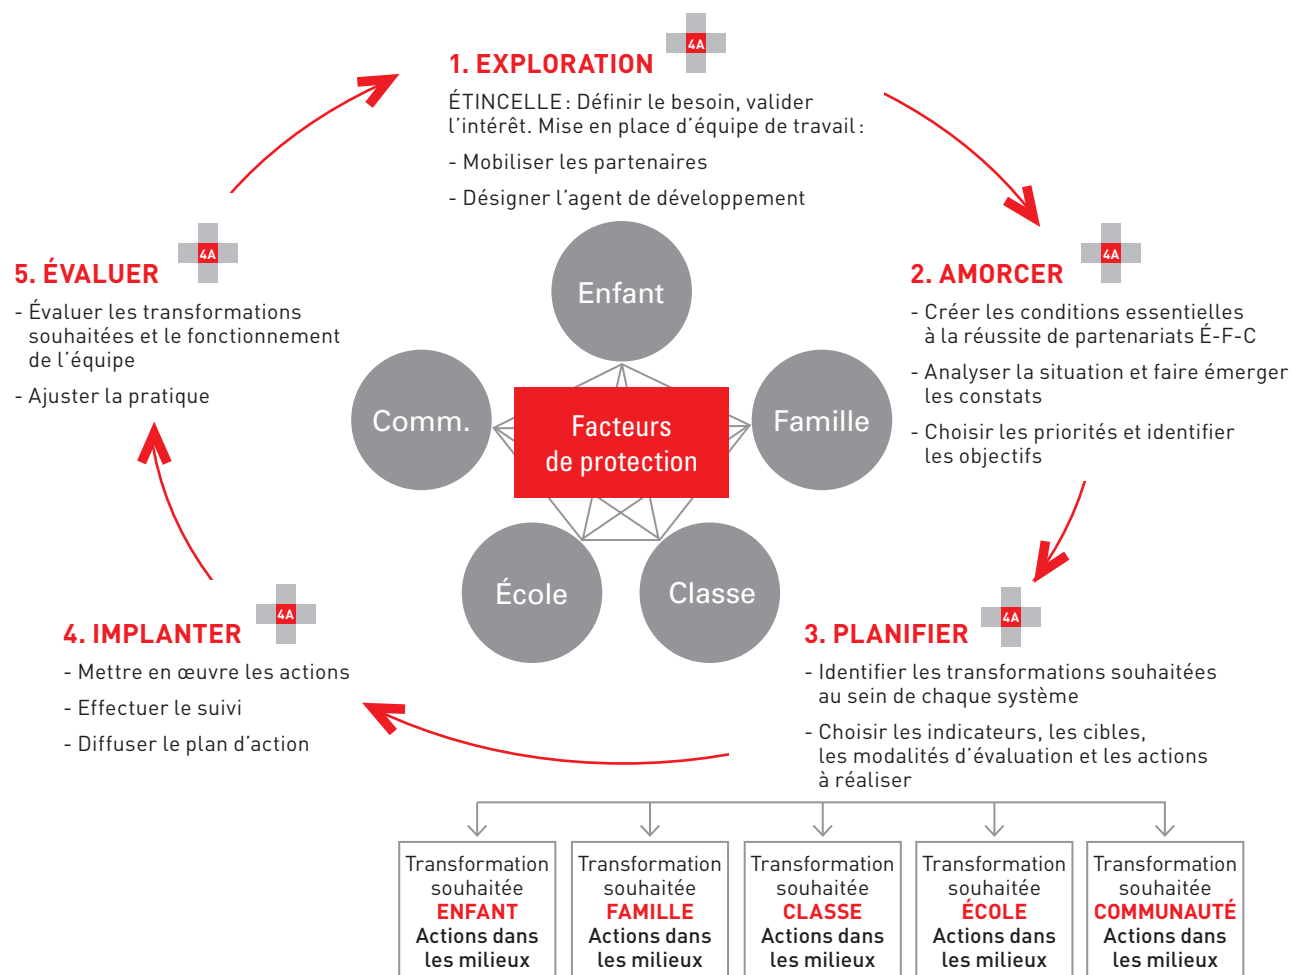 4A
1. EXPLORATION
ÉTINCELLE : Définir le besoin, valider
l'intérêt. Mise en place d'équipe de travail :
- Mobiliser les partenaires
- Désigner l'agent de développement
4A
2. AMORCER
- Créer les conditions essentielles
à la réussite de partenariats É-F-C
- Analyser la situation et faire émerger
les constats
- Choisir les priorités et identifier
les objectifs
4A
3. PLANIFIER
- Identifier les transformations souhaitées
au sein de chaque système
- Choisir les indicateurs, les cibles,
les modalités d'évaluation et les actions
à réaliser
4A
4. IMPLANTER
- Mettre en œuvre les actions
- Effectuer le suivi
- Diffuser le plan d'action
4A
5. ÉVALUER
- Évaluer les transformations
souhaitées et le fonctionnement
de l'équipe
- Ajuster la pratique
Enfant
Famille
Classe
École
Comm.
Facteurs
de protection
Transformation
souhaitée
ENFANT
Actions dans
les milieux
Transformation
souhaitée
FAMILLE
Actions dans
les milieux
Transformation
souhaitée
CLASSE
Actions dans
les milieux
Transformation
souhaitée
ÉCOLE
Actions dans
les milieux
Transformation
souhaitée
COMMUNAUTÉ
Actions dans
les milieux